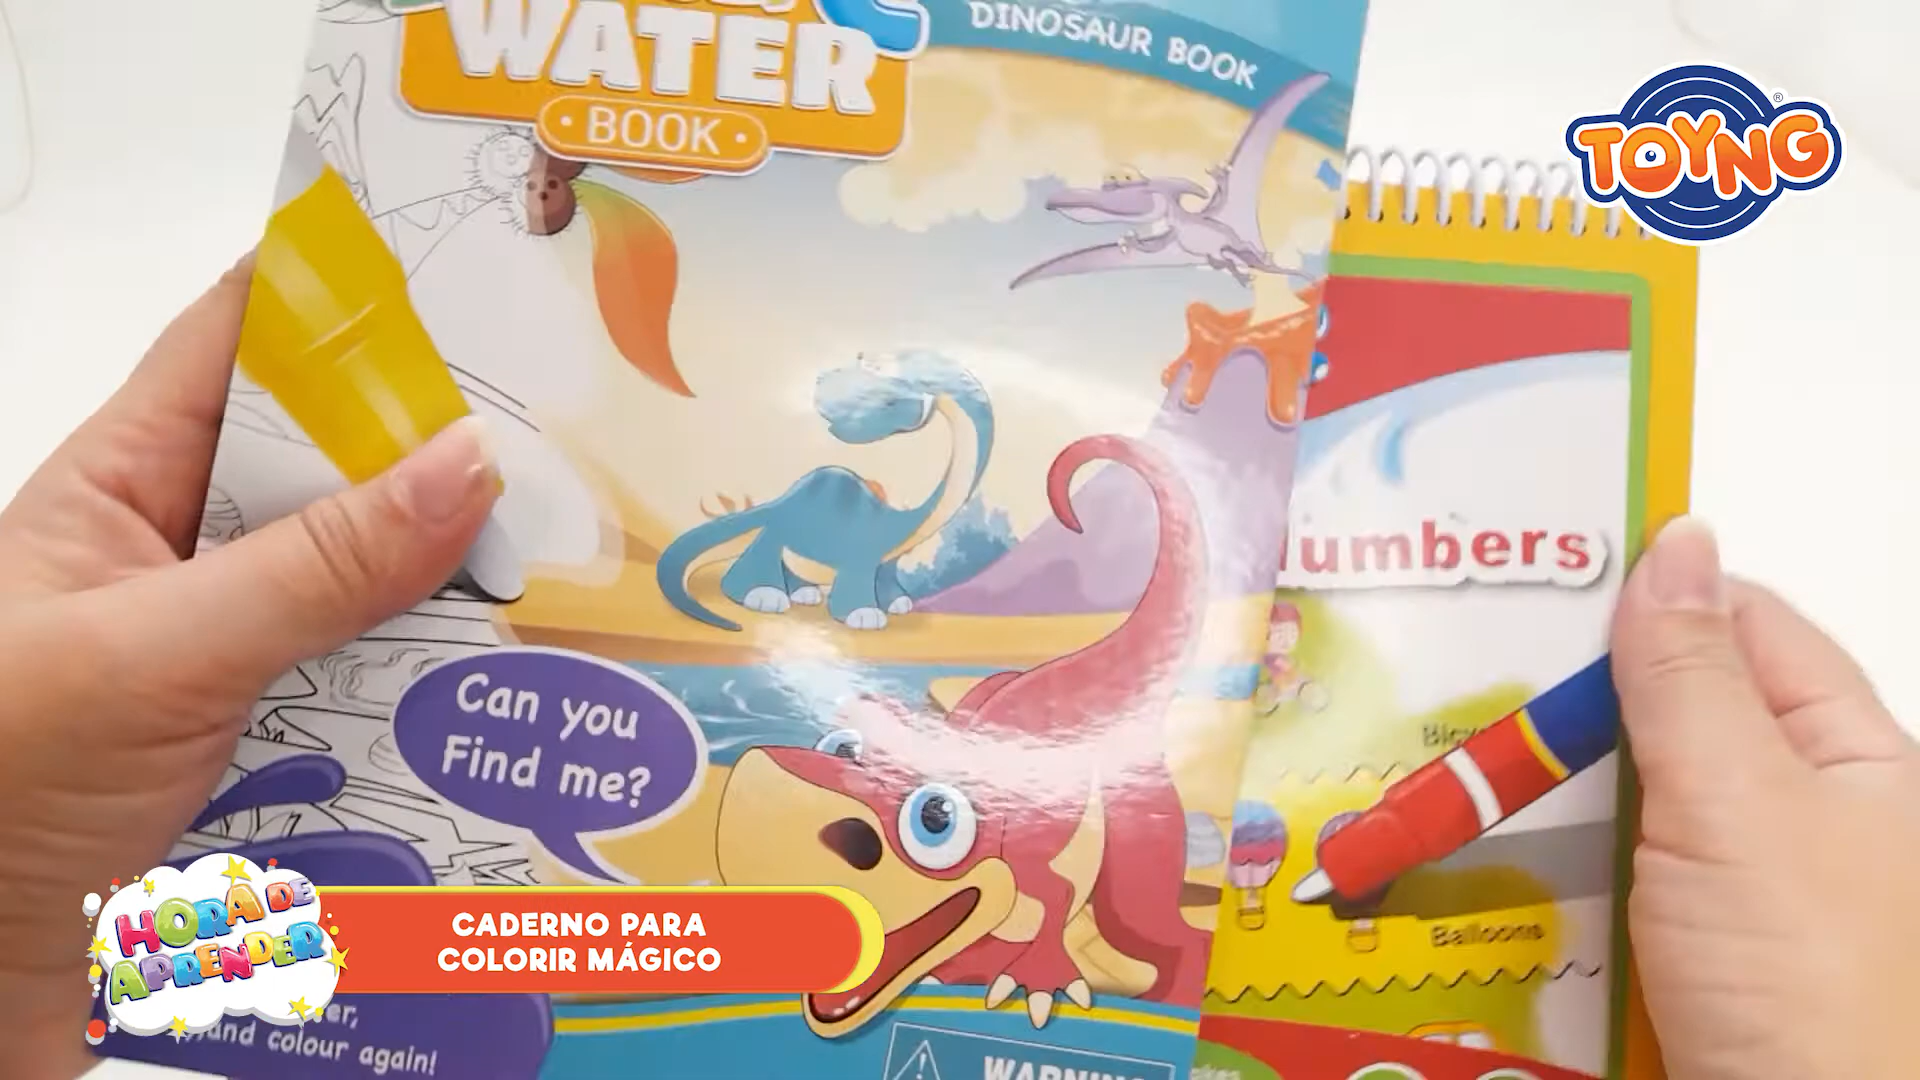 DINOSAUR BOOK
WATER
• BOOK •
TOYNG
®
umbers
Can you
Find me?
Balloons
HORA DE
APRENDER
CADERNO PARA
COLORIR MÁGICO
and colour again!
WARNING